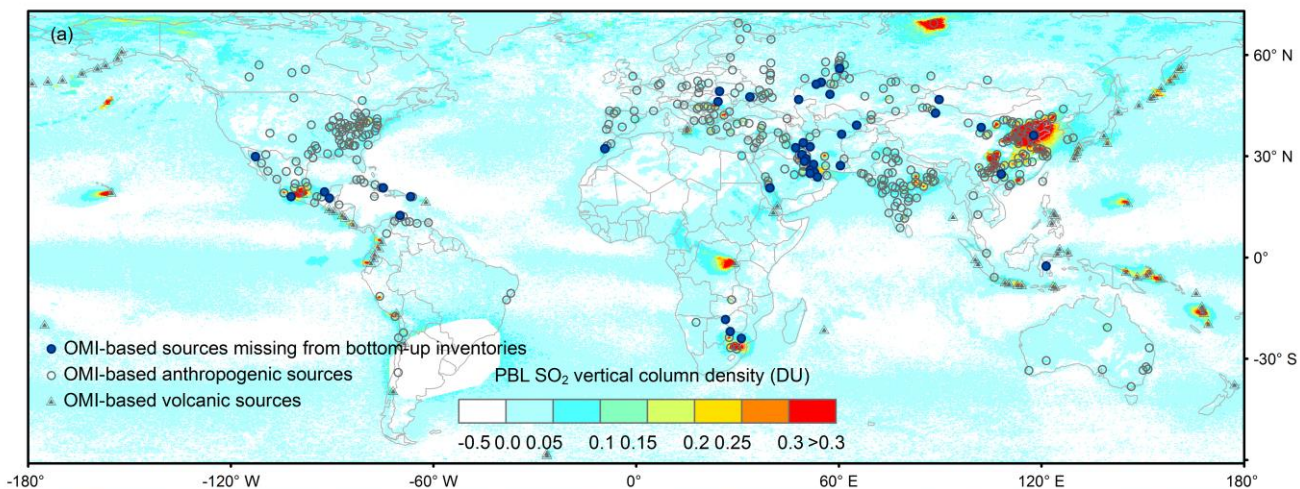 (a)
60° N
30° N
0°
-30° S
OMI-based sources missing from bottom-up inventories
OMI-based anthropogenic sources
OMI-based volcanic sources
PBL SO₂ vertical column density (DU)
-0.5 0.0 0.05 0.1 0.15 0.2 0.25 0.3 >0.3
-180 -120° W -60° W 0 60° E 120° E 180°